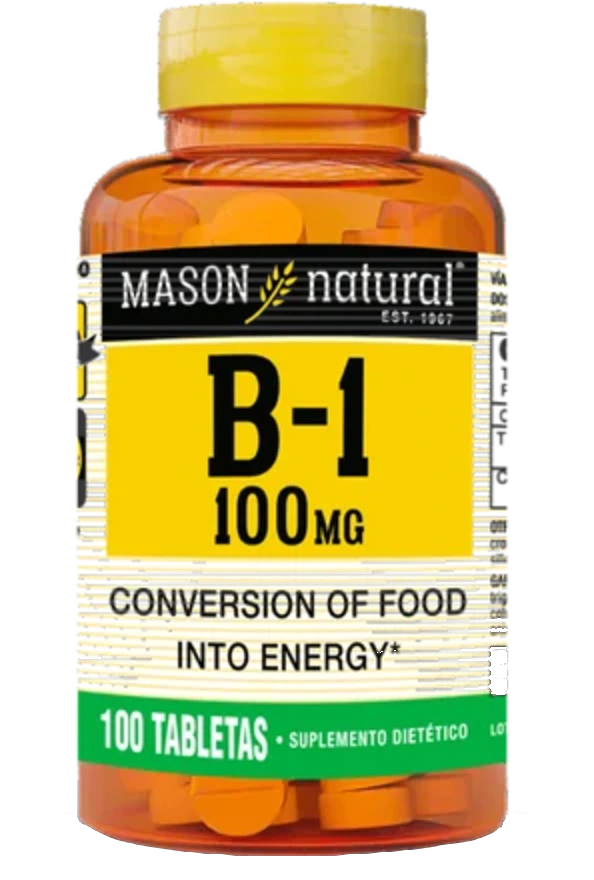 MASON natural®
EST. 1967
B-1
100MG
CONVERSION OF FOOD
INTO ENERGY*
100 TABLETAS • SUPLEMENTO DIETÉTICO